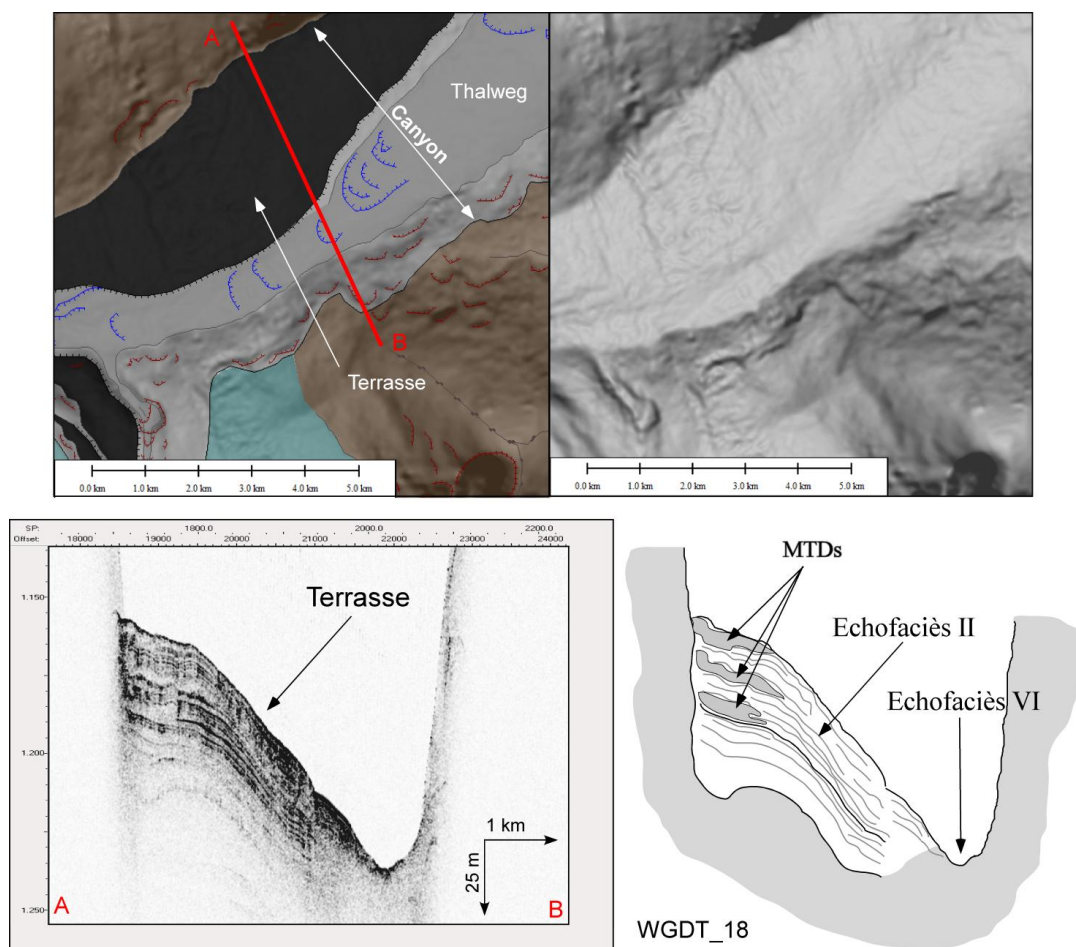 A
Thalweg
Canyon
B
Terrasse
0.0 km 1.0 km 2.0 km 3.0 km 4.0 km 5.0 km
0.0 km 1.0 km 2.0 km 3.0 km 4.0 km 5.0 km
SP: 1800.0 2000.0 2200.0
Offset: 18000 19000 20000 21000 22000 23000 24000
1.150
1.200
1.250
Terrasse
1 km
25 m
A
B
MTDs
Echofaciès II
Echofaciès VI
WGDT_18